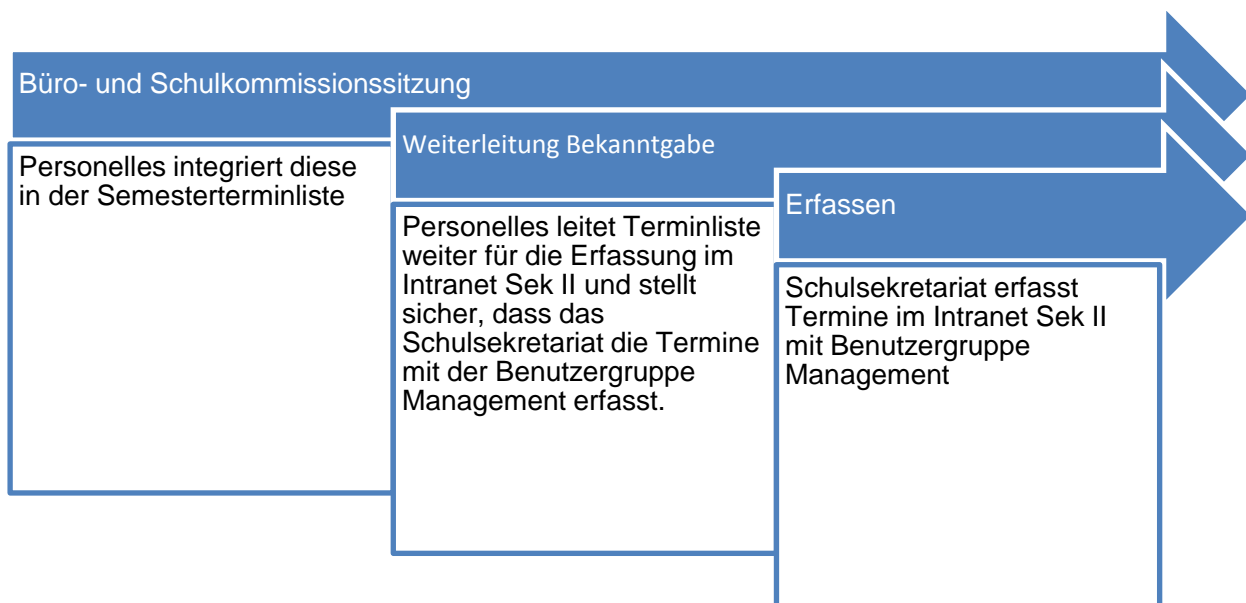 Büro- und Schulkommissionssitzung
Personelles integriert diese
in der Semesterterminliste
Weiterleitung Bekanntgabe
Personelles leitet Terminliste
weiter für die Erfassung im
Intranet Sek II und stellt
sicher, dass das
Schulsekretariat die Termine
mit der Benutzergruppe
Management erfasst.
Erfassen
Schulsekretariat erfasst
Termine im Intranet Sek II
mit Benutzergruppe
Management